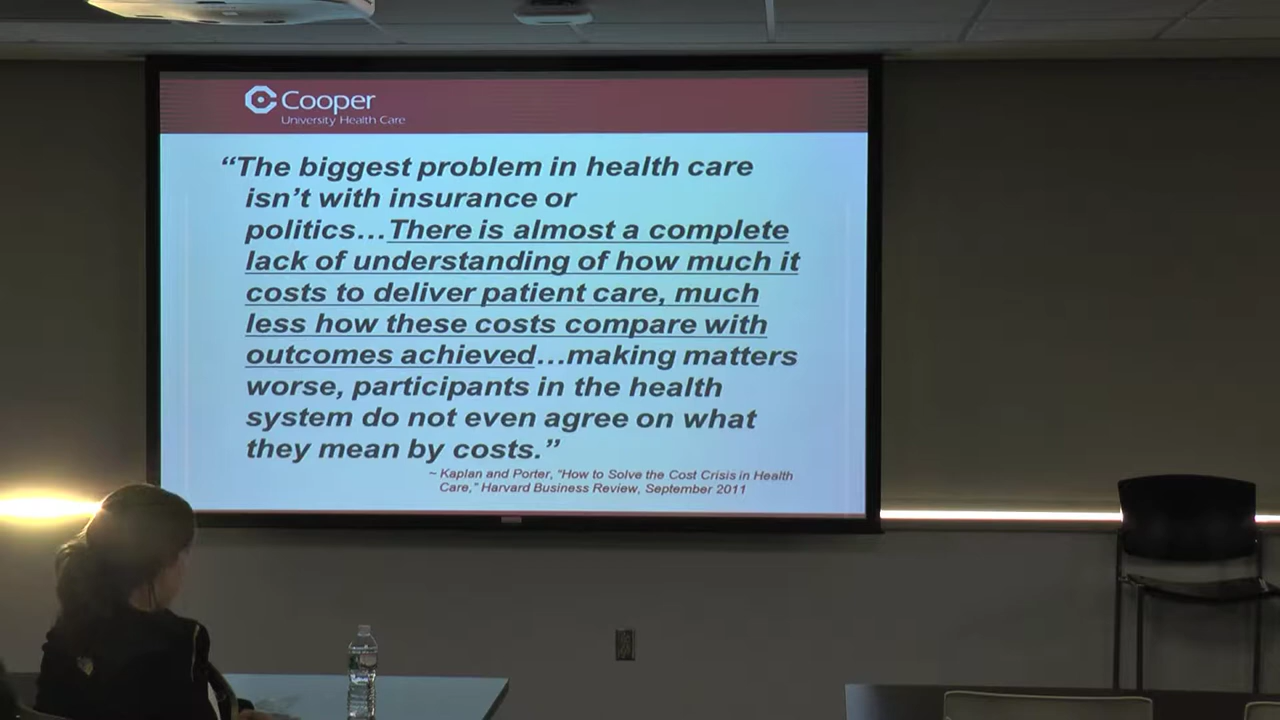 Cooper
University Health Care
“The biggest problem in health care
isn’t with insurance or
politics…There is almost a complete
lack of understanding of how much it
costs to deliver patient care, much
less how these costs compare with
outcomes achieved…making matters
worse, participants in the health
system do not even agree on what
they mean by costs.”
~ Kaplan and Porter, “How to Solve the Cost Crisis in Health
Care,” Harvard Business Review, September 2011